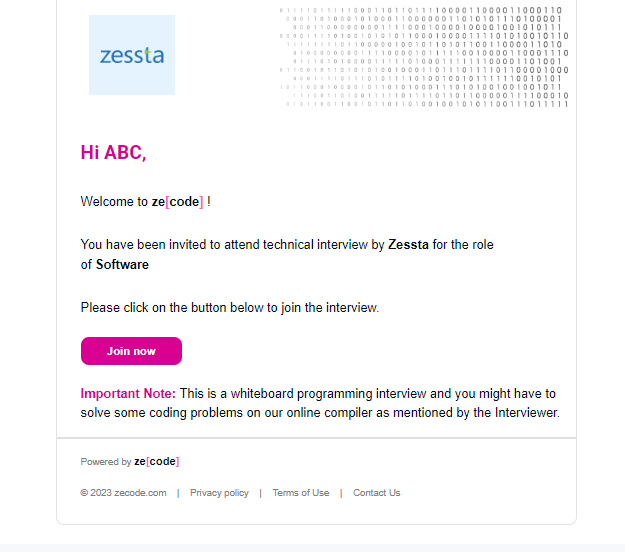 zessta
Hi ABC,
Welcome to ze[code] !
You have been invited to attend technical interview by Zessta for the role
of Software
Please click on the button below to join the interview.
Join now
Important Note: This is a whiteboard programming interview and you might have to
solve some coding problems on our online compiler as mentioned by the Interviewer.
Powered by ze[code]
© 2023 zecode.com | Privacy policy | Terms of Use | Contact Us